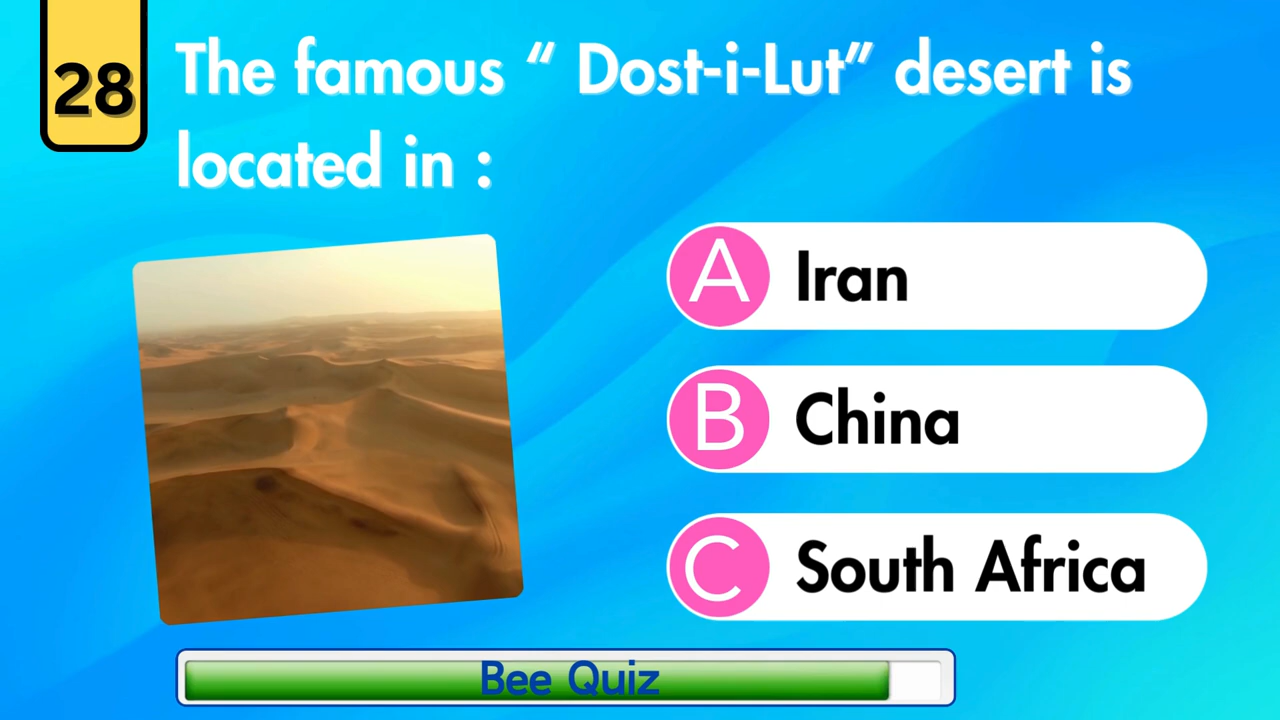 28
The famous “ Dost-i-Lut” desert is
located in :
A Iran
B China
C South Africa
Bee Quiz